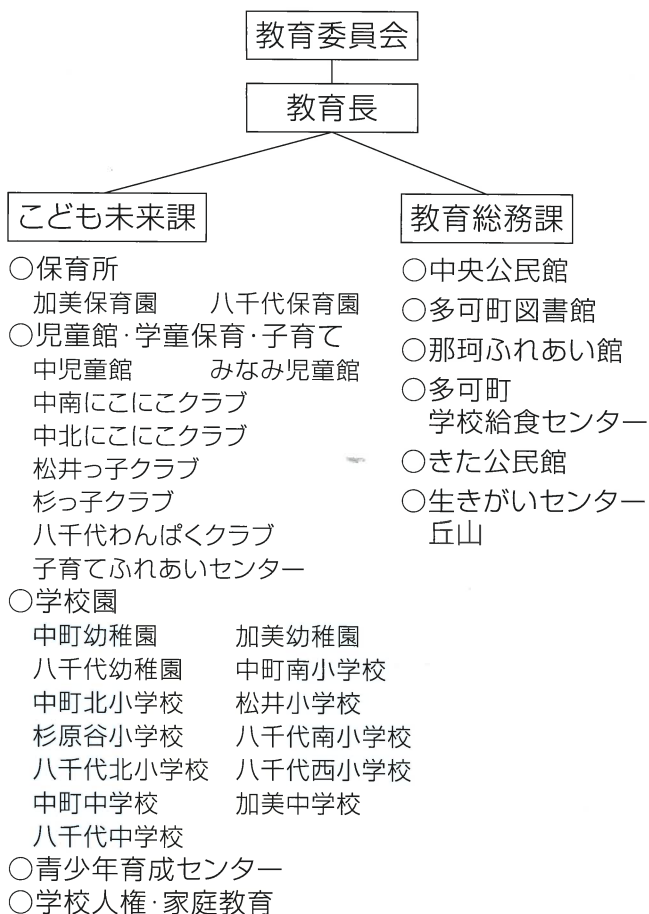 教育委員会
教育長
こども未来課
○保育所
加美保育園 八千代保育園
○児童館・学童保育・子育て
中児童館 みなみ児童館
中南にこにこクラブ
中北にこにこクラブ
松井っ子クラブ
杉っ子クラブ
八千代わんぱくクラブ
子育てふれあいセンター
○学校園
中町幼稚園 加美幼稚園
八千代幼稚園 中町南小学校
中町北小学校 松井小学校
杉原谷小学校 八千代南小学校
八千代北小学校 八千代西小学校
中町中学校 加美中学校
八千代中学校
○青少年育成センター
○学校人権・家庭教育
教育総務課
○中央公民館
○多可町図書館
○那珂ふれあい館
○多可町
学校給食センター
○きた公民館
○生きがいセンター
丘山